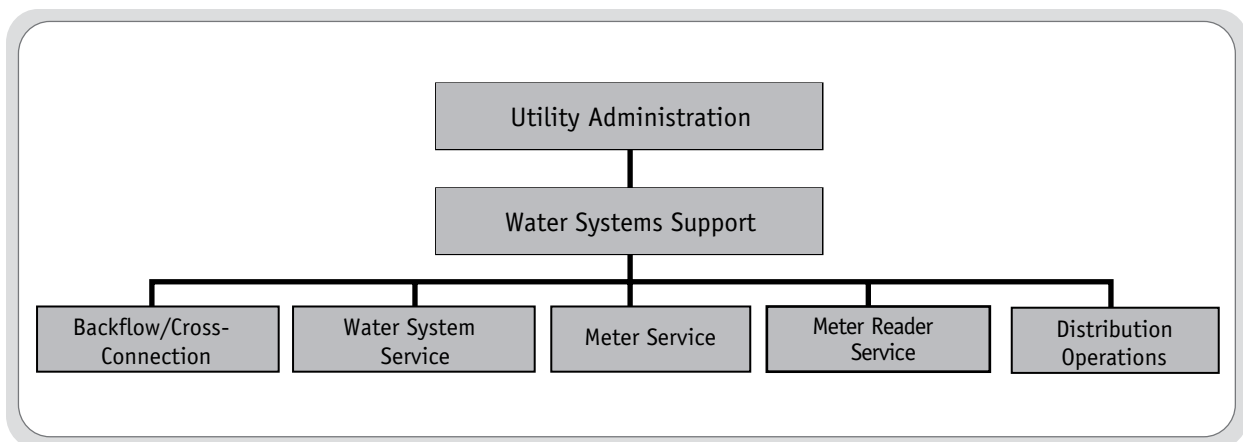 Utility Administration
Water Systems Support
Backflow/Cross-
Connection
Water System
Service
Meter Service
Meter Reader
Service
Distribution
Operations